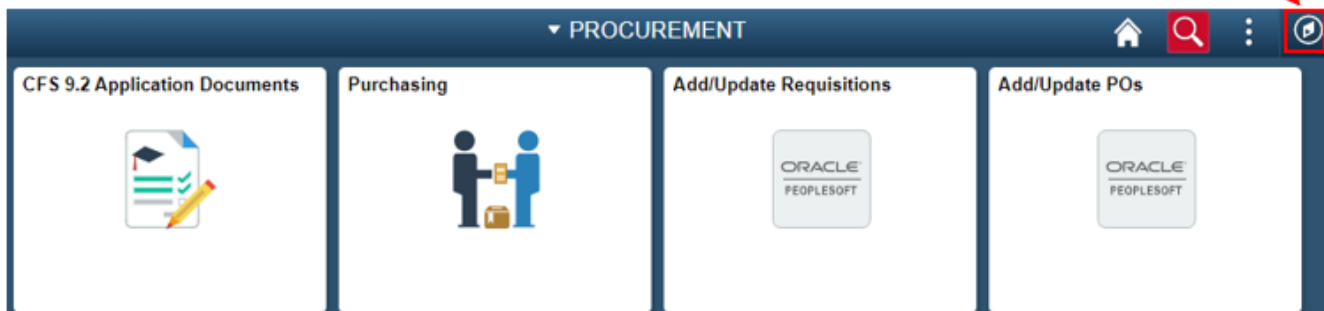 PROCUREMENT
CFS 9.2 Application Documents
Purchasing
Add/Update Requisitions
Add/Update POs
ORACLE
PEOPLESOFT
ORACLE
PEOPLESOFT